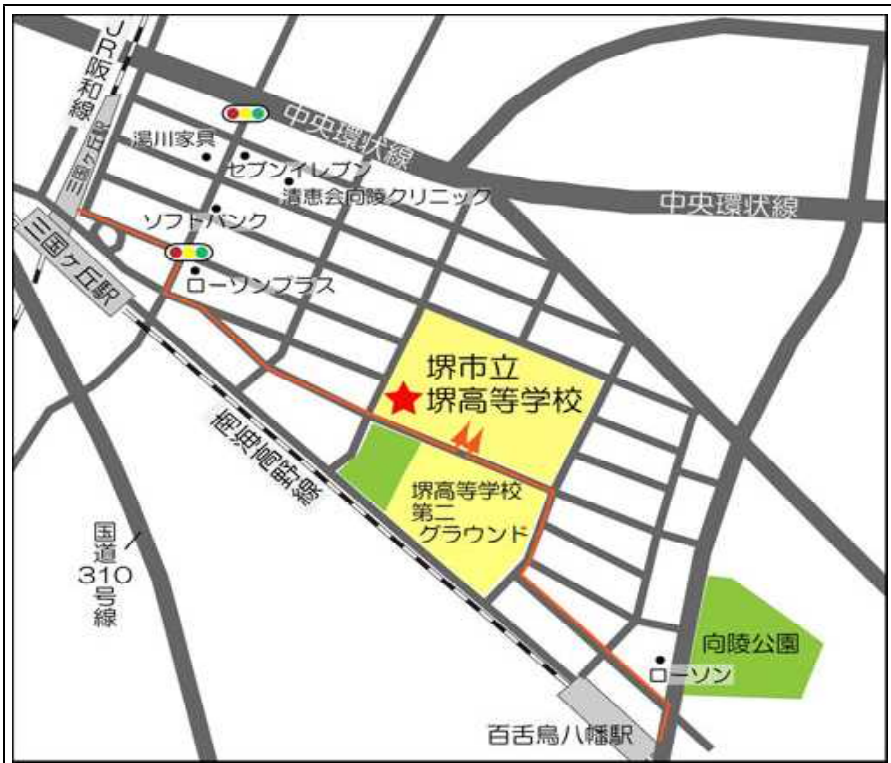 JR阪和線
三国ヶ丘駅
中央環状線
湯川家具
セブンイレブン
清恵会向陵クリニック
中央環状線
ソフトバンク
三国ヶ丘駅
ローソンプラス
堺市立
堺高等学校
南海高野線
堺高等学校
第二
グラウンド
国道
310
号線
向陵公園
ローソン
百舌鳥八幡駅